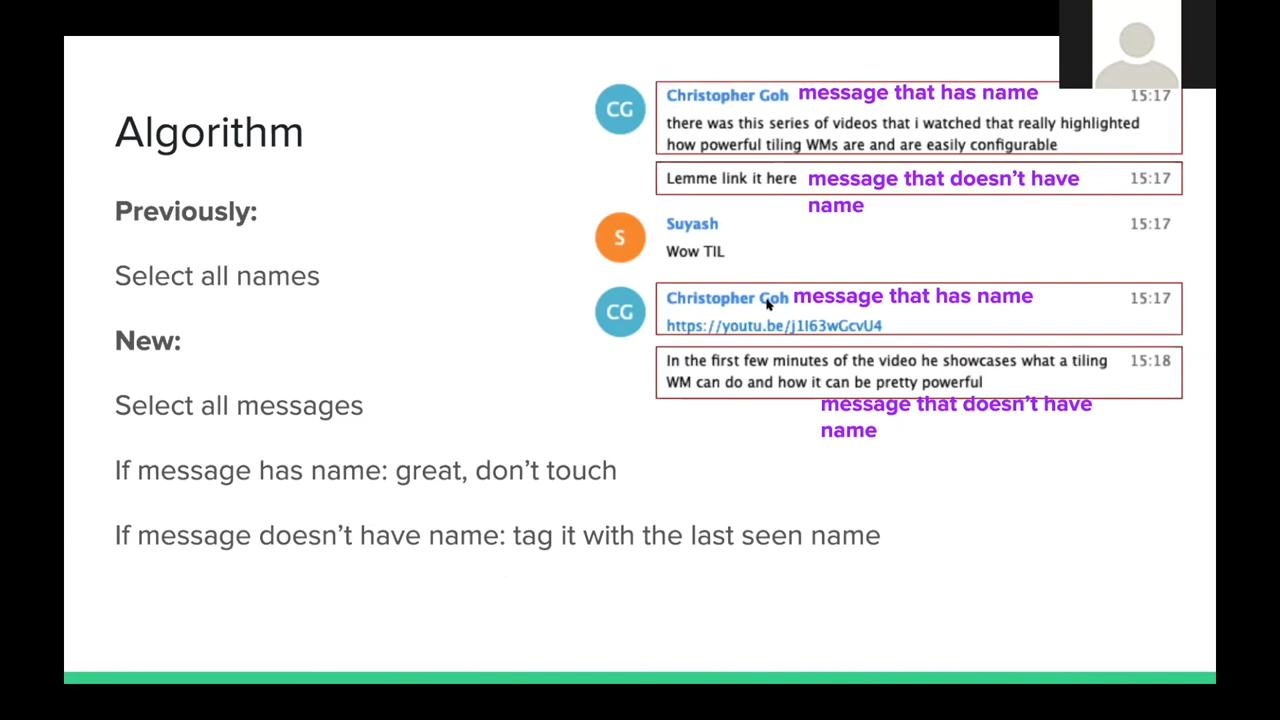 Algorithm
Previously:
Select all names
New:
Select all messages
If message has name: great, don’t touch
If message doesn’t have name: tag it with the last seen name
CG
Christopher Goh message that has name 15:17
there was this series of videos that i watched that really highlighted
how powerful tiling WMs are and are easily configurable
Lemme link it here message that doesn’t have 15:17
name
S
Suyash 15:17
Wow TIL
CG
Christopher Goh message that has name 15:17
https://youtu.be/j1I63wGcvU4
In the first few minutes of the video he showcases what a tiling 15:18
WM can do and how it can be pretty powerful
message that doesn’t have
name